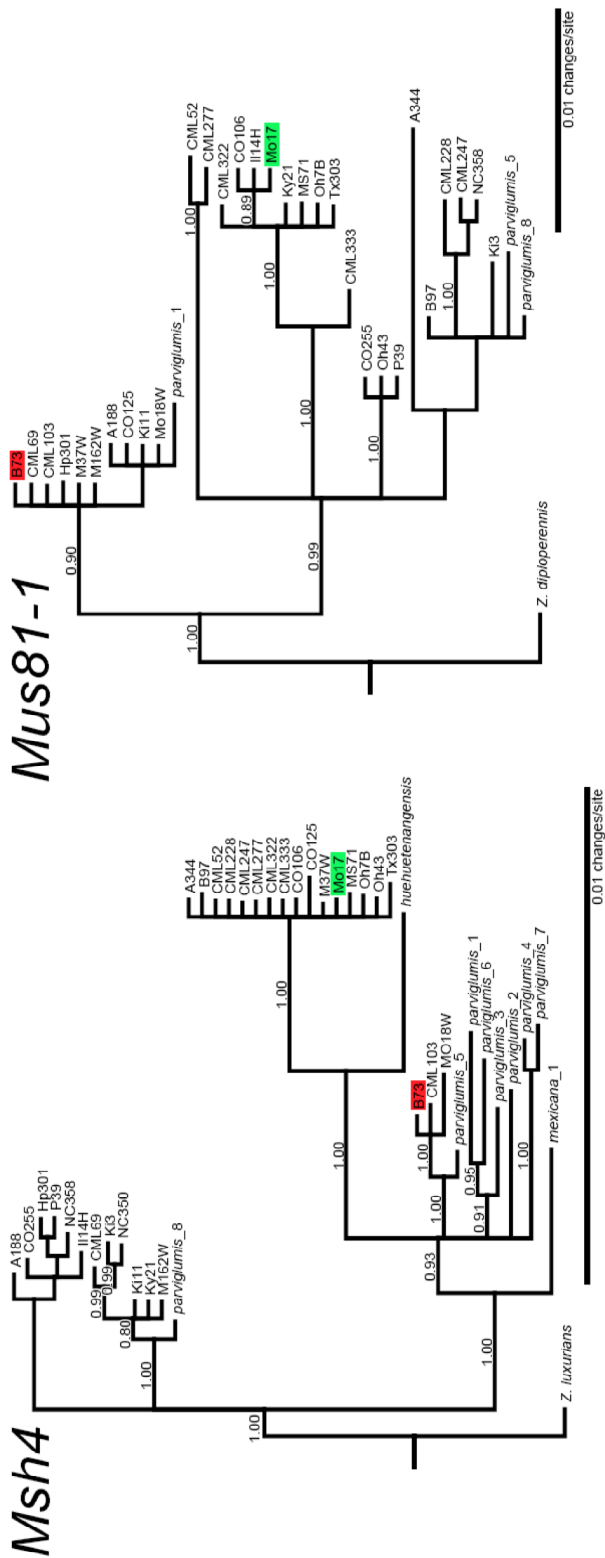 Msh4
A188
CO255
Hp301
P39
NC358
Il14H
CML69
Ki3
NC350
Ki11
Ky21
M162W
parviglumis_8
0.99
0.99
0.80
1.00
1.00
A344
B97
CML52
CML228
CML247
CML277
CML322
CML333
CO106
CO125
M37W
Mo17
MS71
Oh7B
Oh43
Tx303
huehuetenangensis
1.00
1.00
B73
CML103
MO18W
parviglumis_5
1.00
1.00
parviglumis_1
parviglumis_6
parviglumis_3
parviglumis_2
parviglumis_4
parviglumis_7
0.95
0.91
1.00
0.93
mexicana_1
1.00
Z. luxurians
0.01 changes/site
Mus81-1
B73
CML69
CML103
Hp301
M37W
M162W
A188
CO125
Ki11
Mo18W
parviglumis_1
0.90
1.00
CML52
CML277
1.00
CML322
CO106
Il14H
Mo17
0.89
Ky21
MS71
Oh7B
Tx303
1.00
CML333
1.00
CO255
Oh43
P39
1.00
0.99
A344
B97
CML228
CML247
NC358
1.00
Ki3
parviglumis_5
parviglumis_8
Z. diploperennis
0.01 changes/site